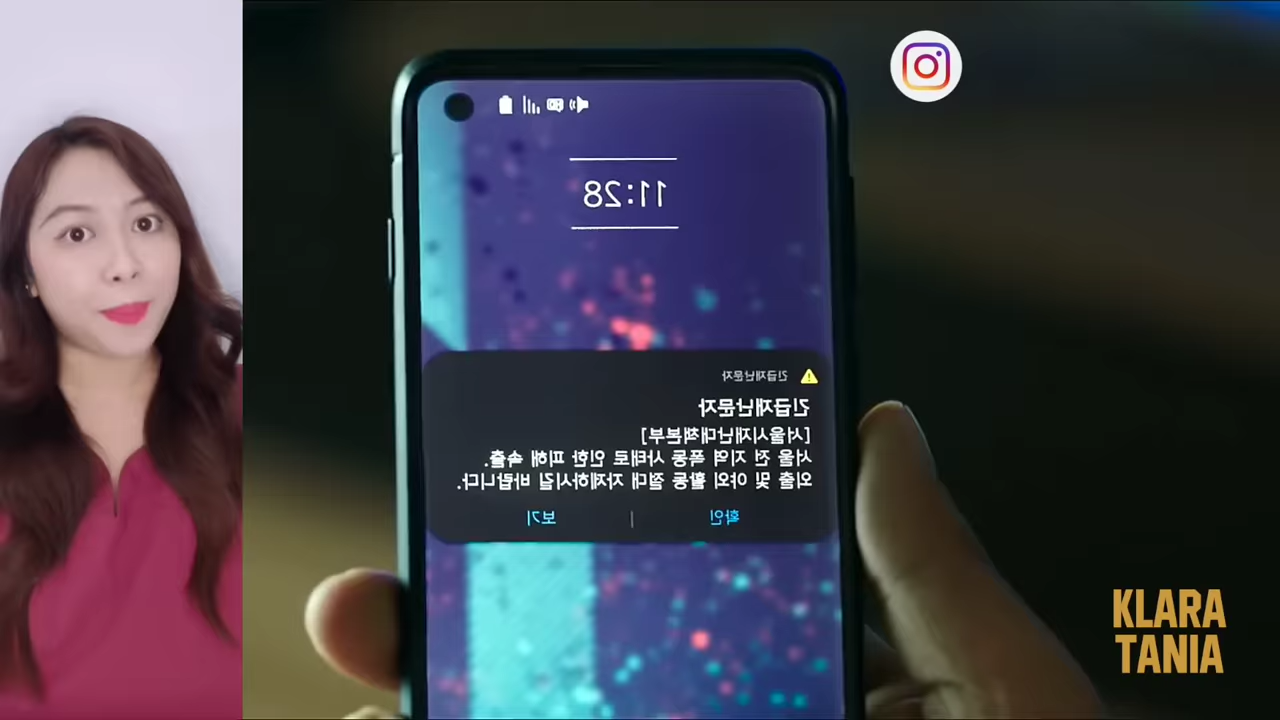 11:28
긴급재난문자
긴급재난문자
[서울시재난대책본부]
서울 전 지역 폭동 사태로 인한 피해 속출.
외출 및 야외 활동 절대 자제하시길 바랍니다.
확인 | 보기
KLARA
TANIA